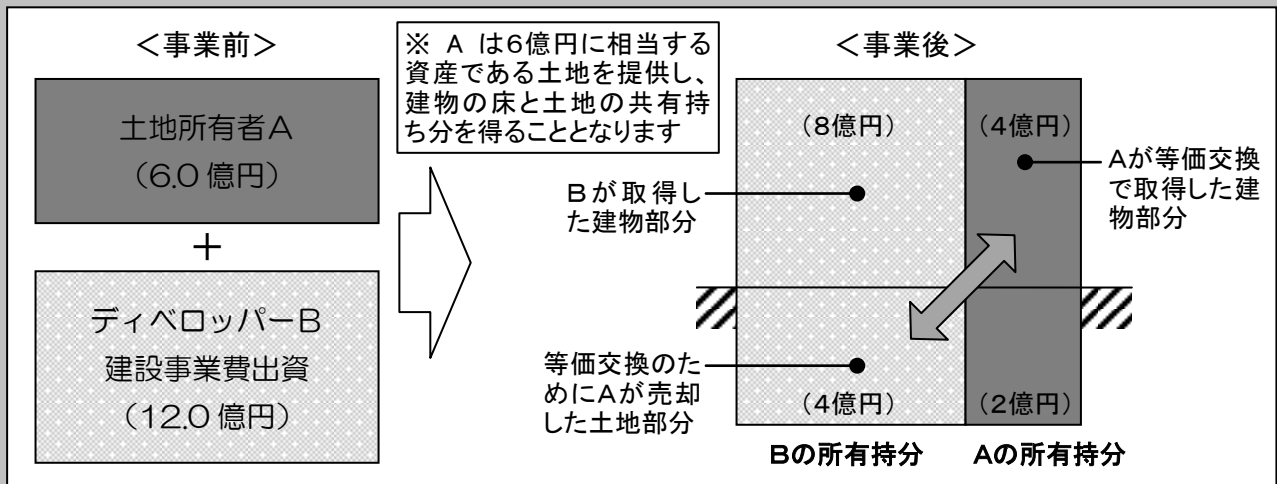 <事業前>
土地所有者A
(6.0億円)
+
ディベロッパーB
建設事業費出資
(12.0億円)
※ A は6億円に相当する
資産である土地を提供し、
建物の床と土地の共有持
ち分を得ることとなります
<事業後>
(8億円)
(4億円)
Bが取得し
た建物部分
Aが等価交換
で取得した建
物部分
等価交換のた
めにAが売却
した土地部分
(4億円)
(2億円)
Bの所有持分
Aの所有持分